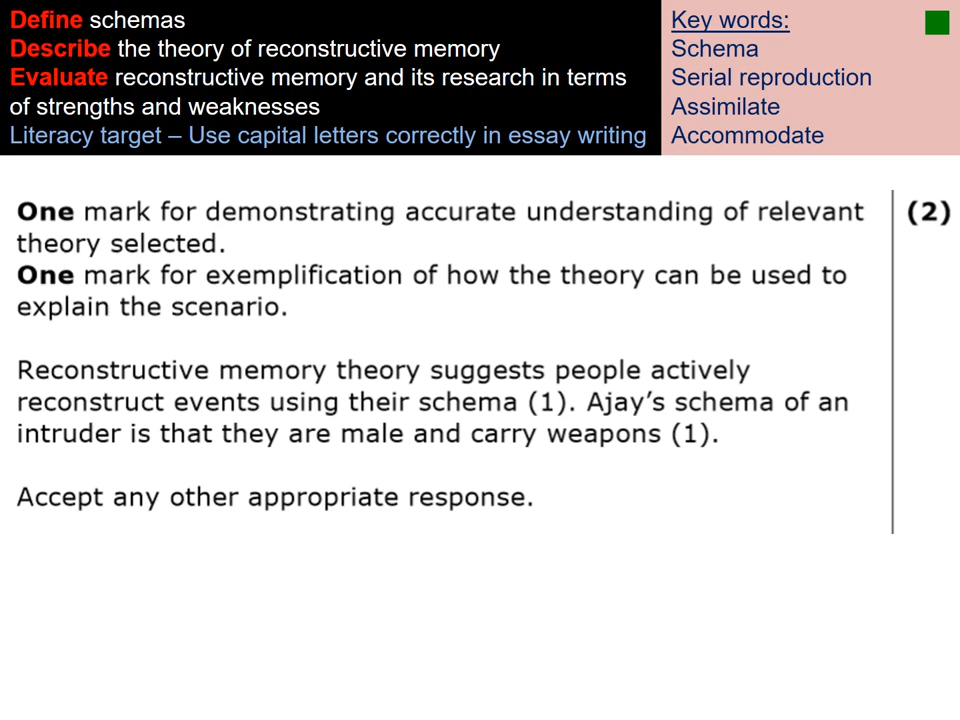 Define schemas
Describe the theory of reconstructive memory
Evaluate reconstructive memory and its research in terms
of strengths and weaknesses
Literacy target – Use capital letters correctly in essay writing
Key words:
Schema
Serial reproduction
Assimilate
Accommodate
One mark for demonstrating accurate understanding of relevant
theory selected.
One mark for exemplification of how the theory can be used to
explain the scenario.
Reconstructive memory theory suggests people actively
reconstruct events using their schema (1). Ajay's schema of an
intruder is that they are male and carry weapons (1).
Accept any other appropriate response.
(2)